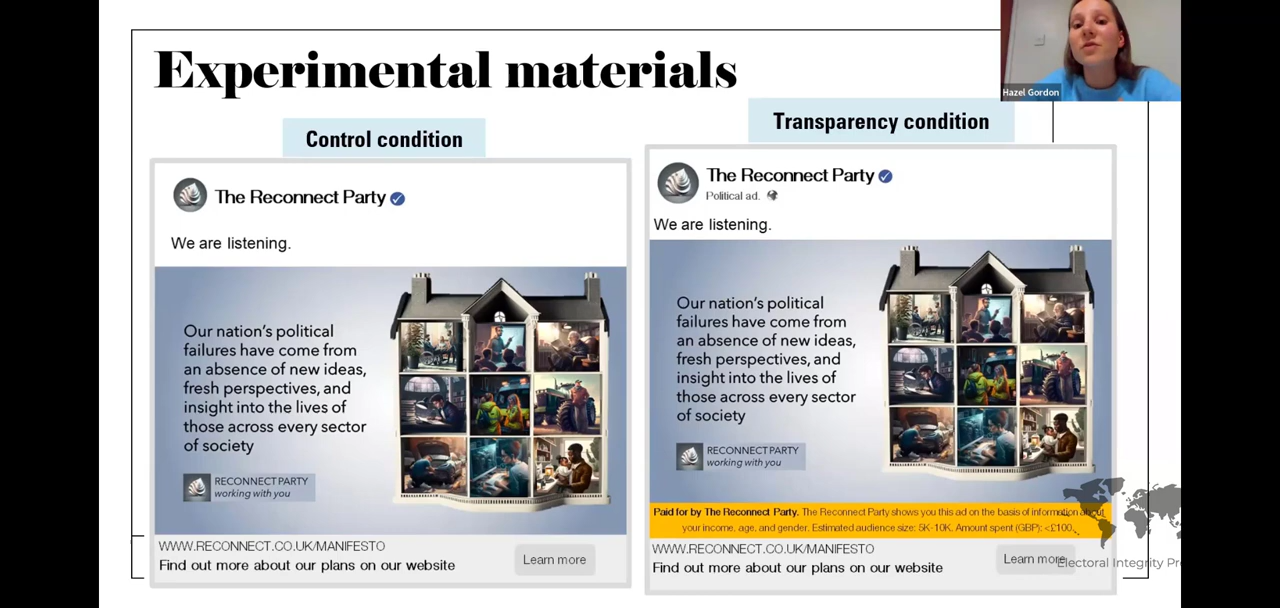 Experimental materials
Hazel Gordon
Control condition
The Reconnect Party
We are listening.
Our nation's political
failures have come from
an absence of new ideas,
fresh perspectives, and
insight into the lives of
those across every sector
of society
RECONNECT PARTY
working with you
WWW.RECONNECT.CO.UK/MANIFESTO
Find out more about our plans on our website
Learn more
Transparency condition
The Reconnect Party
Political ad.
We are listening.
Our nation's political
failures have come from
an absence of new ideas,
fresh perspectives, and
insight into the lives of
those across every sector
of society
RECONNECT PARTY
working with you
Paid for by The Reconnect Party. The Reconnect Party shows you this ad on the basis of information about
your income, age, and gender. Estimated audience size: 5K-10K. Amount spent (GBP): <£100.
WWW.RECONNECT.CO.UK/MANIFESTO
Find out more about our plans on our website
Learn more
Electoral Integrity Pr